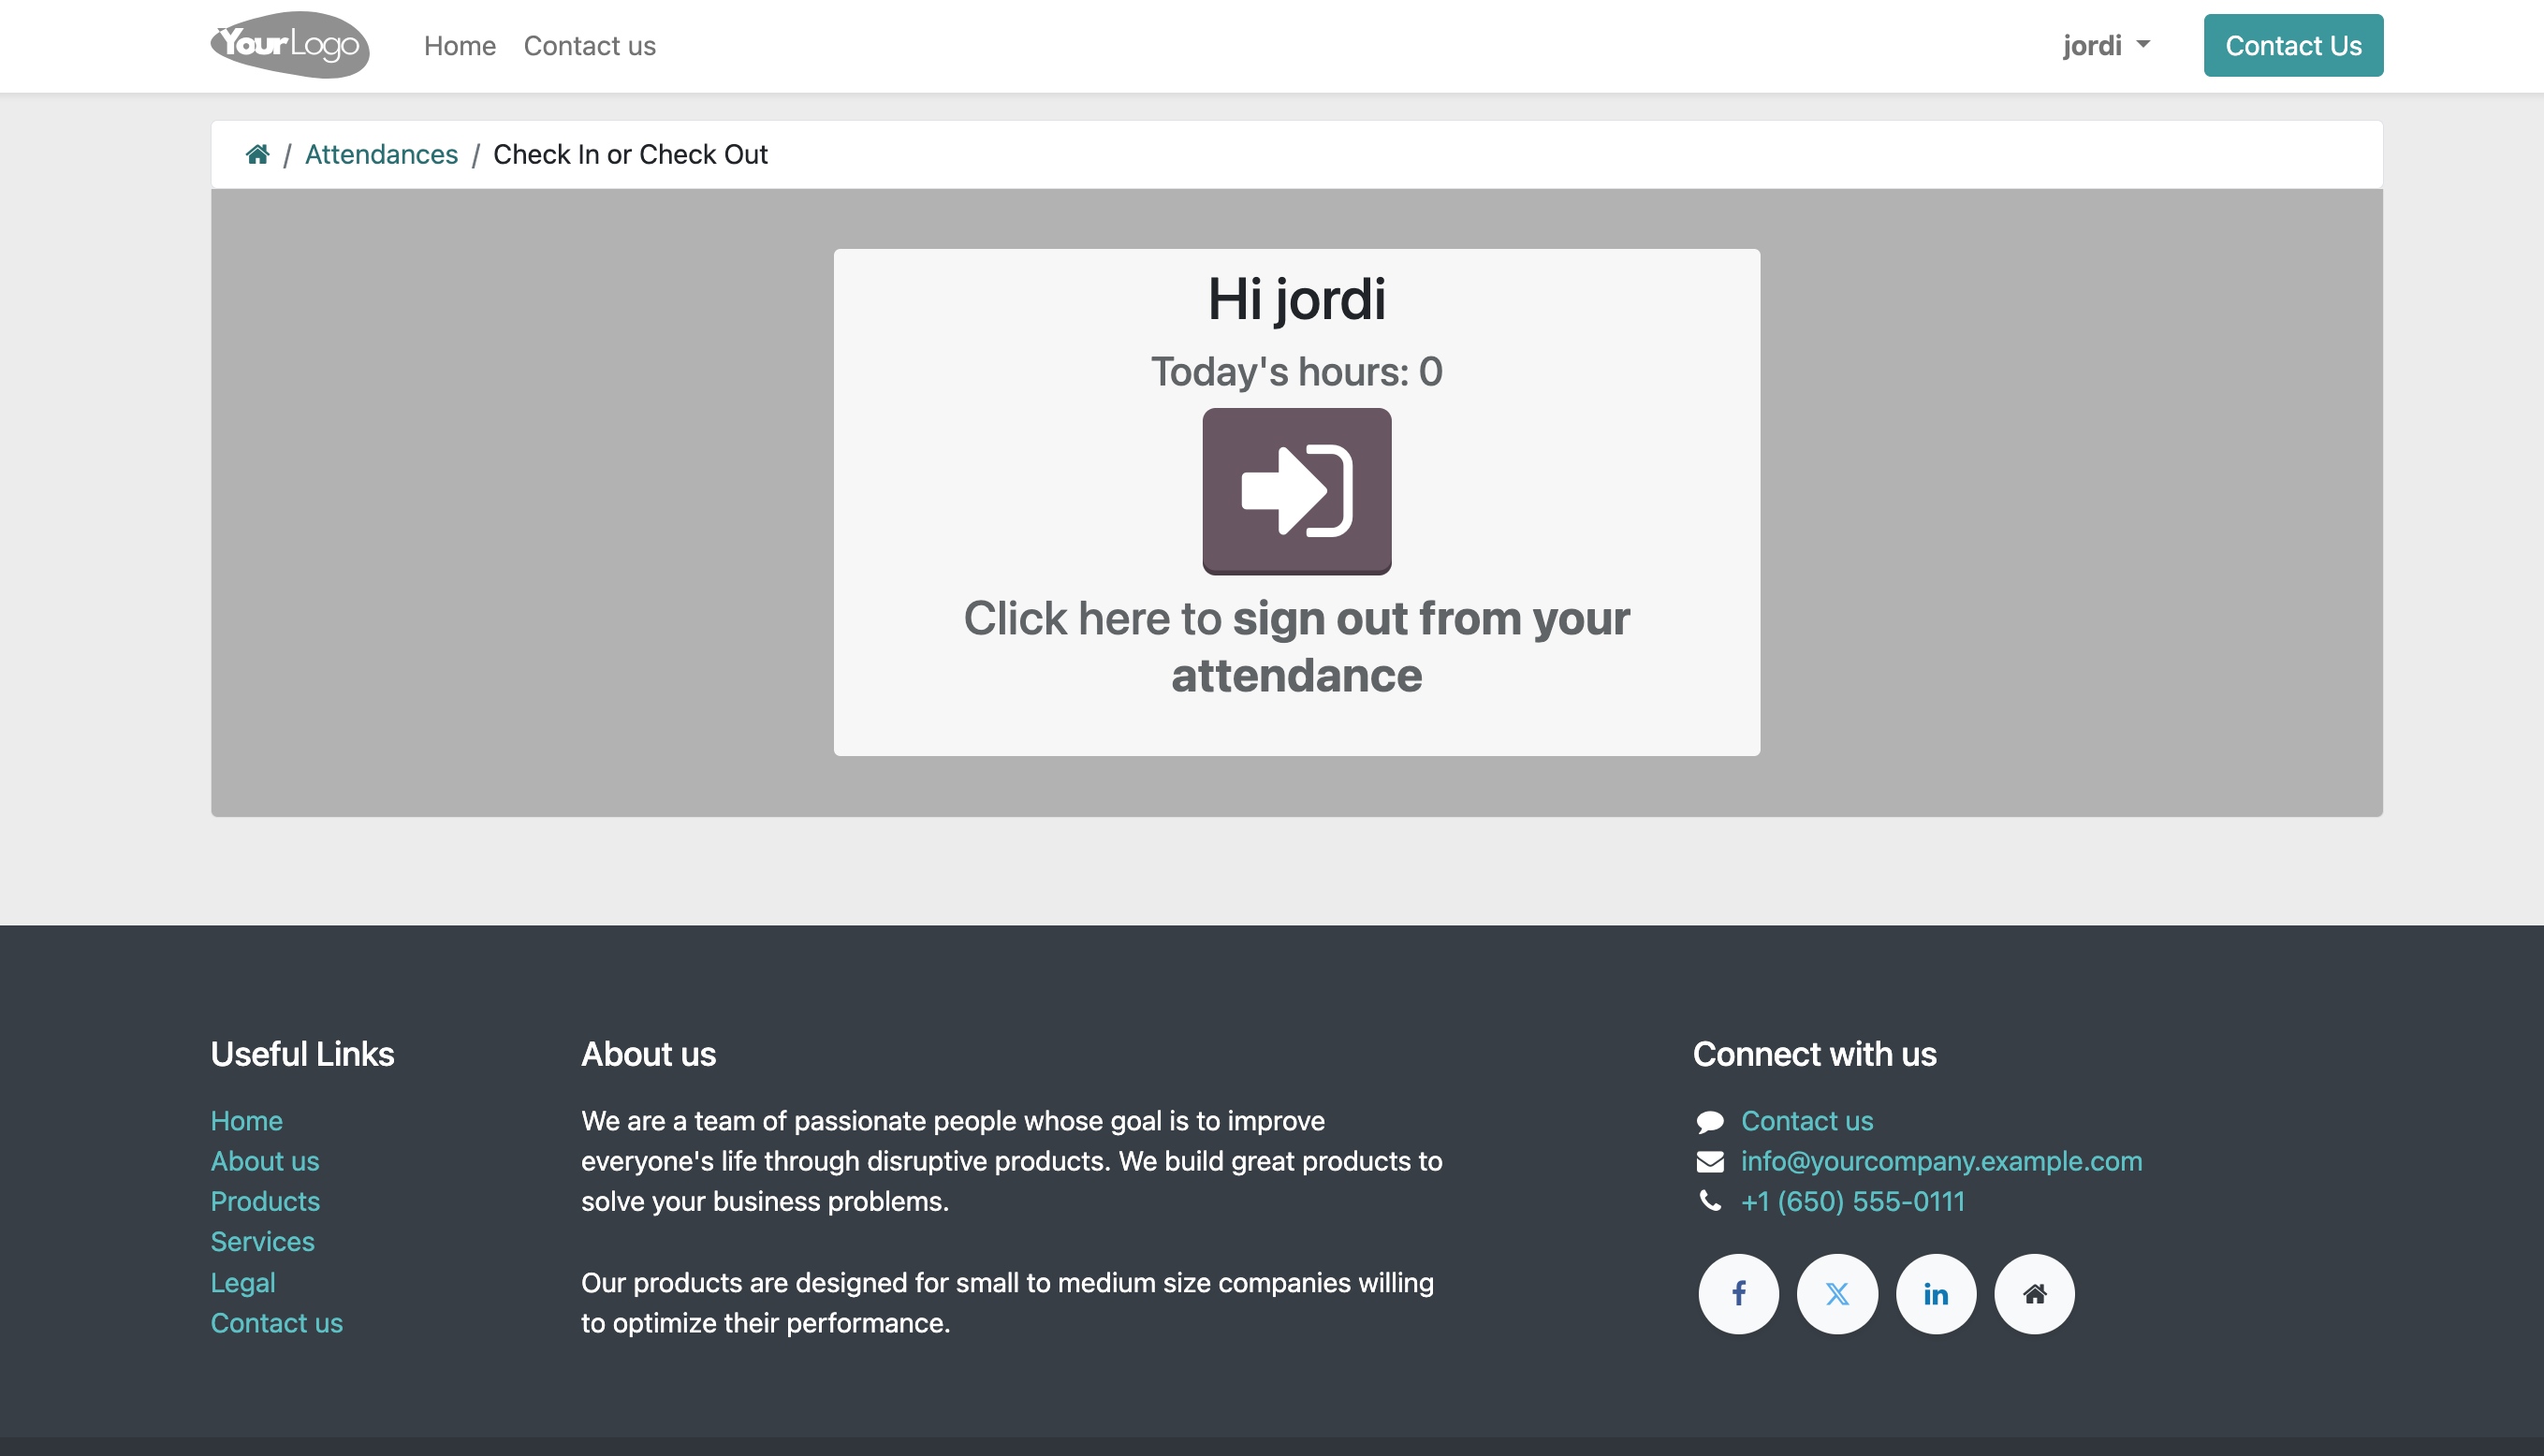 YourLogo
Home Contact us
jordi
Contact Us
/ Attendances / Check In or Check Out
Hi jordi
Today's hours: 0
Click here to sign out from your
attendance
Useful Links
Home
About us
Products
Services
Legal
Contact us
About us
We are a team of passionate people whose goal is to improve
everyone's life through disruptive products. We build great products to
solve your business problems.
Our products are designed for small to medium size companies willing
to optimize their performance.
Connect with us
Contact us
info@yourcompany.example.com
+1 (650) 555-0111